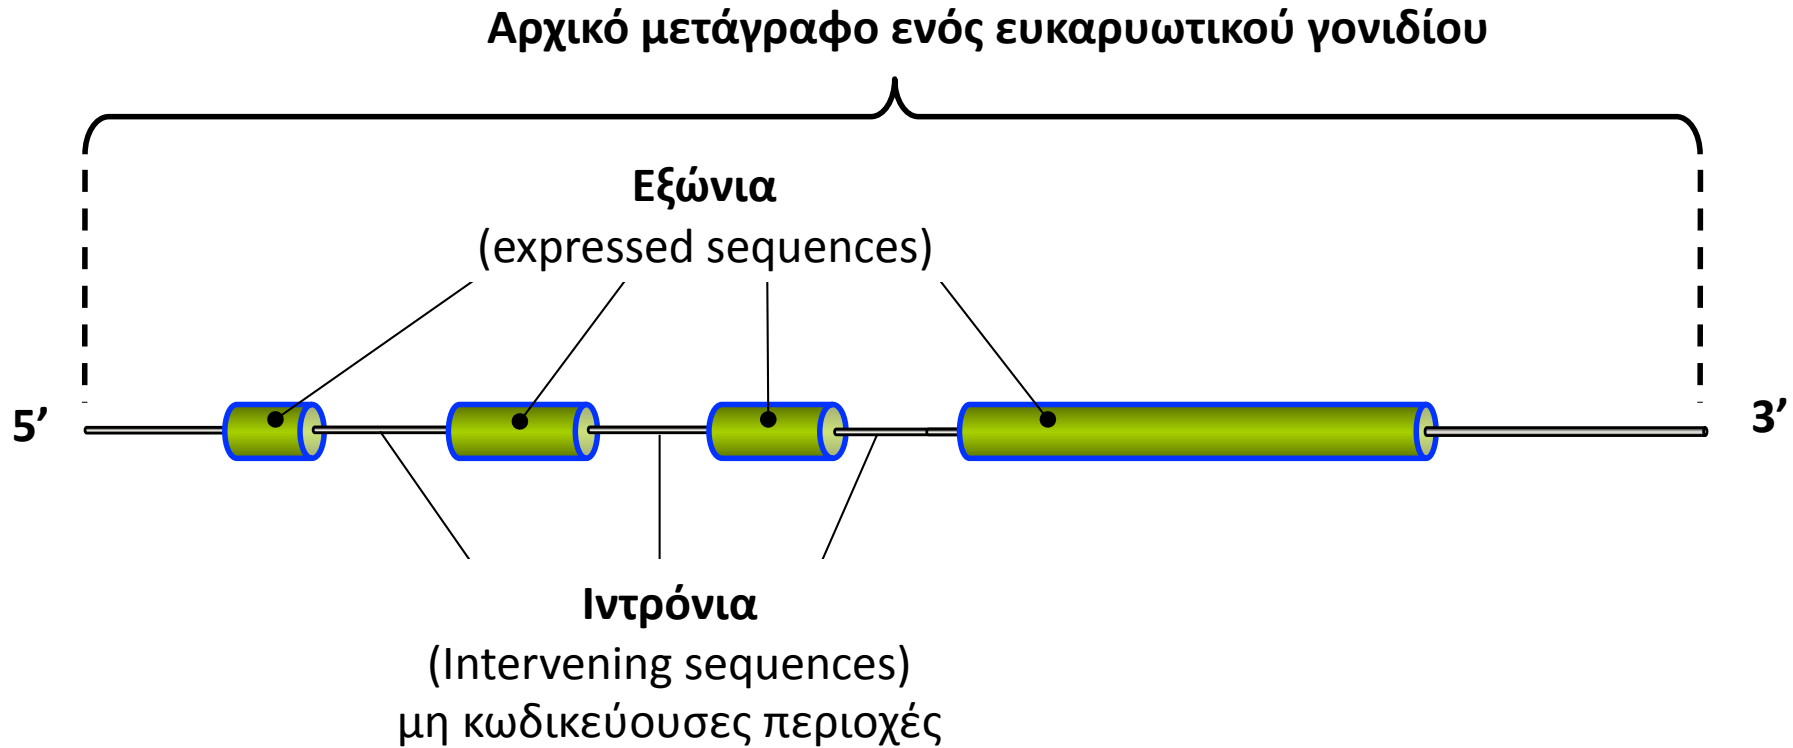 Αρχικό μετάγραφο ενός ευκαρυωτικού γονιδίου
Εξώνια
(expressed sequences)
5’
3’
Ιντρόνια
(Intervening sequences)
μη κωδικεύουσες περιοχές